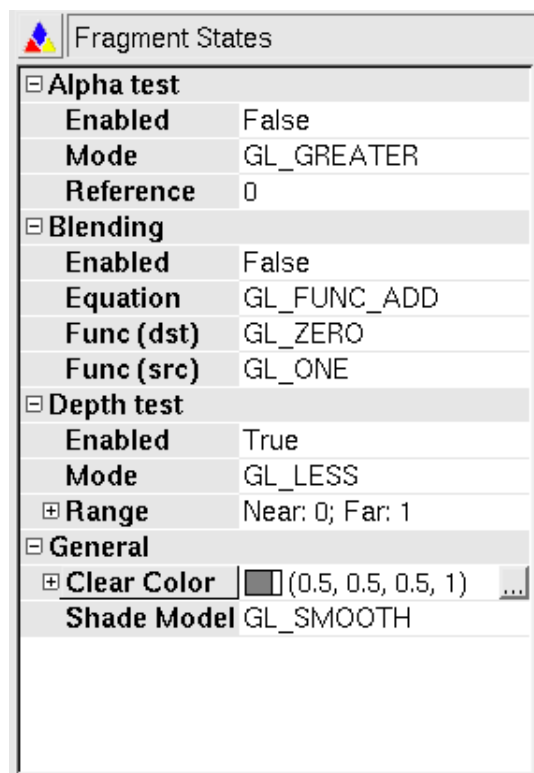 Fragment States
Alpha test
Enabled False
Mode GL_GREATER
Reference 0
Blending
Enabled False
Equation GL_FUNC_ADD
Func (dst) GL_ZERO
Func (src) GL_ONE
Depth test
Enabled True
Mode GL_LESS
Range Near: 0; Far: 1
General
Clear Color (0.5, 0.5, 0.5, 1) ...
Shade Model GL_SMOOTH